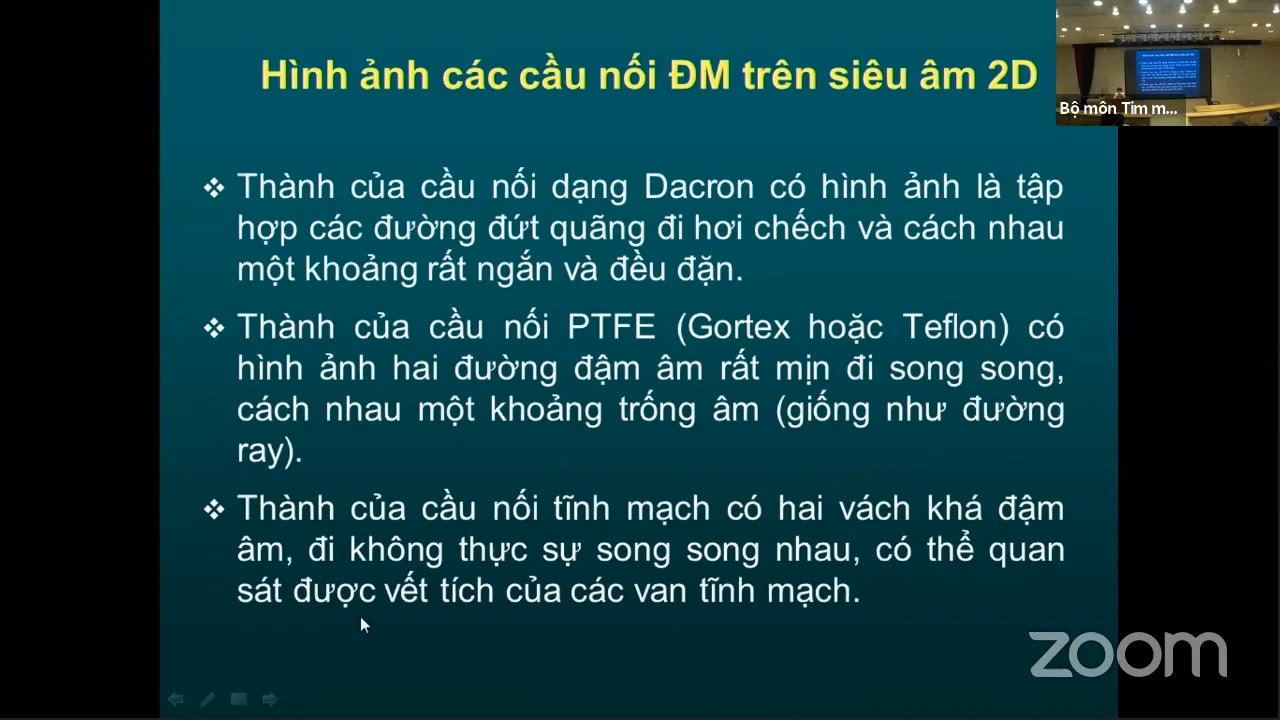 Hình ảnh các cầu nối ĐM trên siêu âm 2D
Bộ môn Tim m...
❖ Thành của cầu nối dạng Dacron có hình ảnh là tập
hợp các đường đứt quãng đi hơi chếch và cách nhau
một khoảng rất ngắn và đều đặn.
❖ Thành của cầu nối PTFE (Gortex hoặc Teflon) có
hình ảnh hai đường đậm âm rất mịn đi song song,
cách nhau một khoảng trống âm (giống như đường
ray).
❖ Thành của cầu nối tĩnh mạch có hai vách khá đậm
âm, đi không thực sự song song nhau, có thể quan
sát được vết tích của các van tĩnh mạch.
zoom